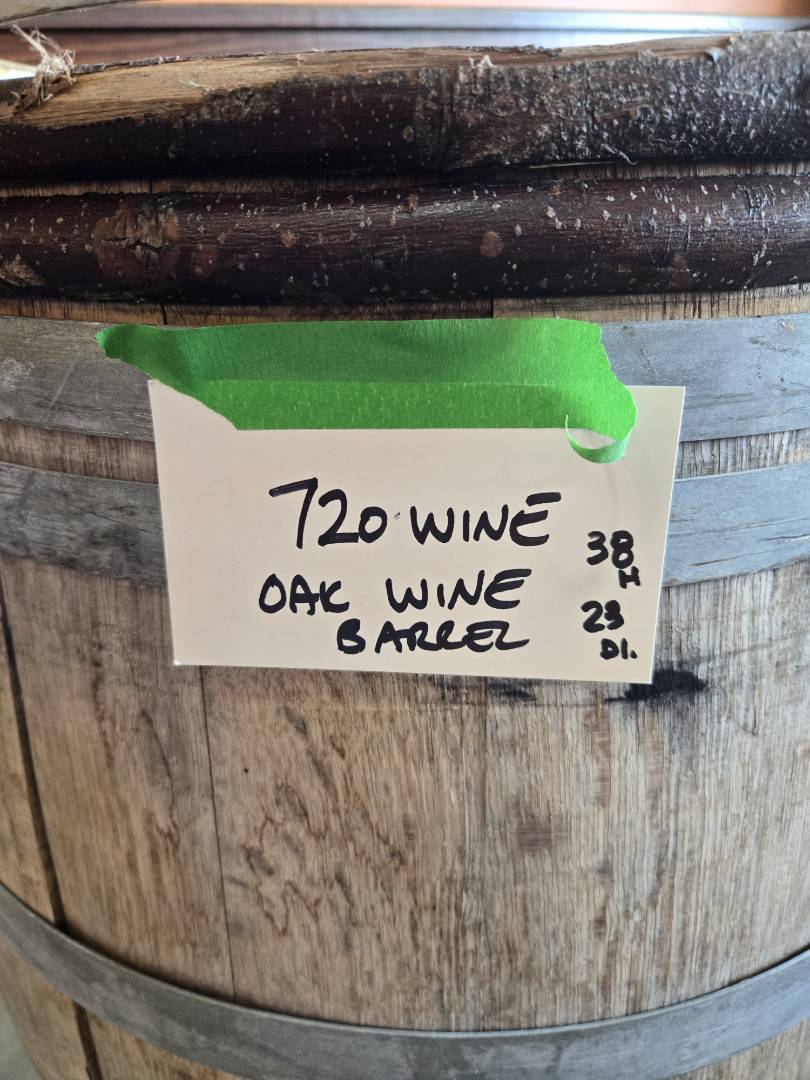 720 WINE
OAK WINE
BARREL
38
H
23
DI.